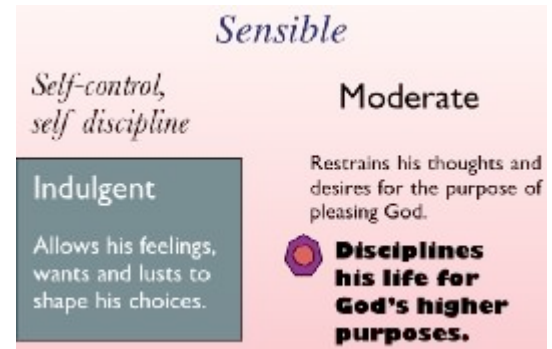 Sensible
Self-control,
self discipline
Indulgent
Allows his feelings,
wants and lusts to
shape his choices.
Moderate
Restrains his thoughts and
desires for the purpose of
pleasing God.
Disciplines
his life for
God's higher
purposes.